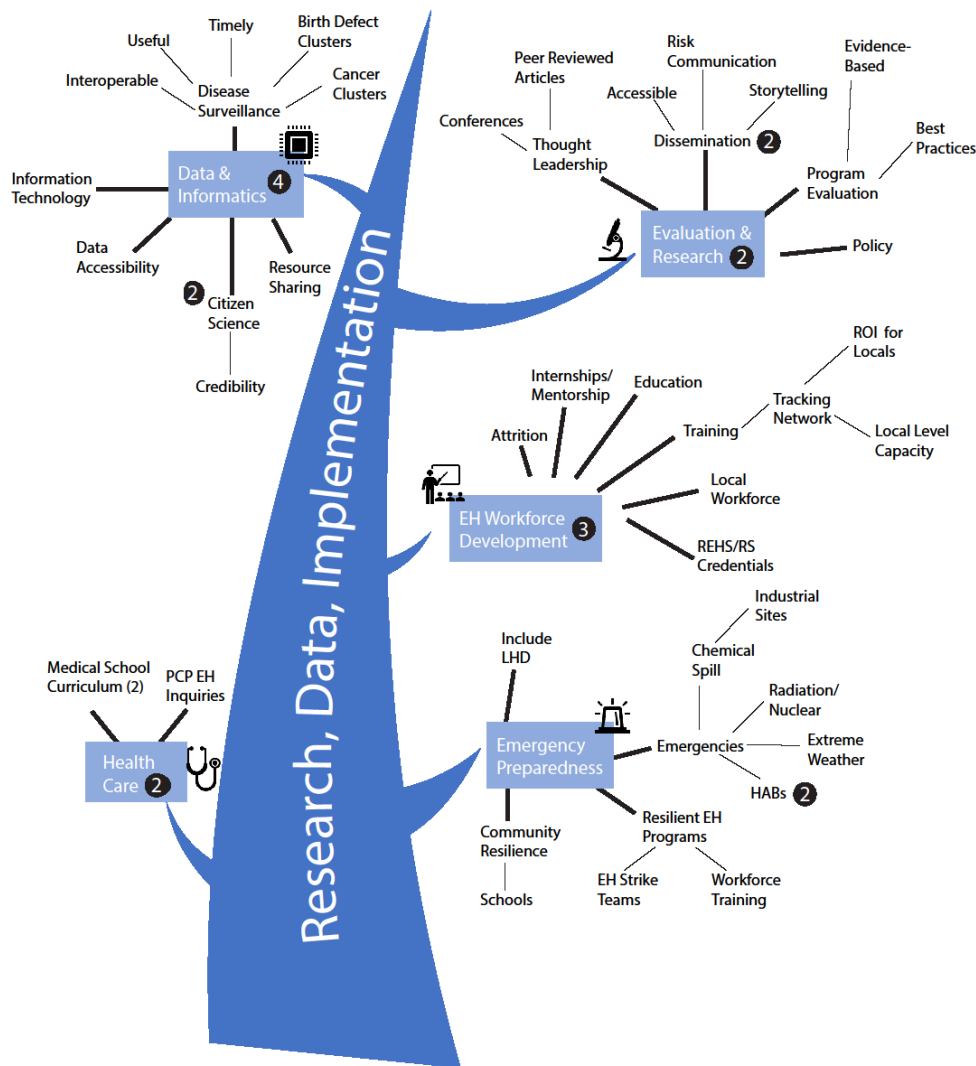 Timely
Birth Defect
Clusters
Useful
Interoperable
Disease
Surveillance
Cancer
Clusters
Data &
Informatics 4
Information
Technology
Data
Accessibility
2
Citizen
Science
Resource
Sharing
Credibility
Risk
Communication
Evidence-
Based
Peer Reviewed
Articles
Accessible
Storytelling
Conferences
Thought
Leadership
Dissemination 2
Best
Practices
Program
Evaluation
Evaluation &
Research 2
Policy
Research, Data, Implementation
ROI for
Locals
Internships/
Mentorship
Education
Attrition
Training
Tracking
Network
Local Level
Capacity
EH Workforce
Development 3
Local
Workforce
REHS/RS
Credentials
Medical School
Curriculum (2)
PCP EH
Inquiries
Health
Care 2
Include
LHD
Industrial
Sites
Chemical
Spill
Radiation/
Nuclear
Emergency
Preparedness
Emergencies
Extreme
Weather
HABs 2
Community
Resilience
Resilient EH
Programs
Schools
EH Strike
Teams
Workforce
Training